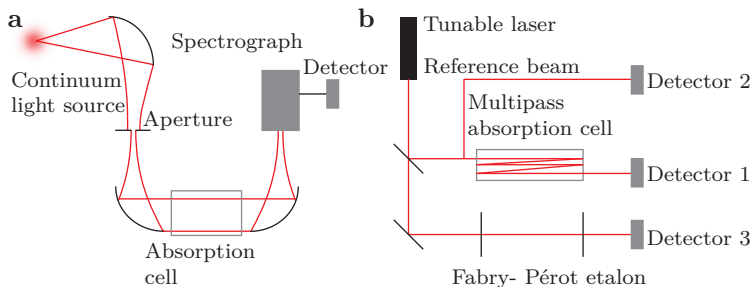 a
Spectrograph
Detector
Continuum
light source
Aperture
Absorption
cell
b
Tunable laser
Reference beam
Detector 2
Multipass
absorption cell
Detector 1
Detector 3
Fabry- Pérot etalon